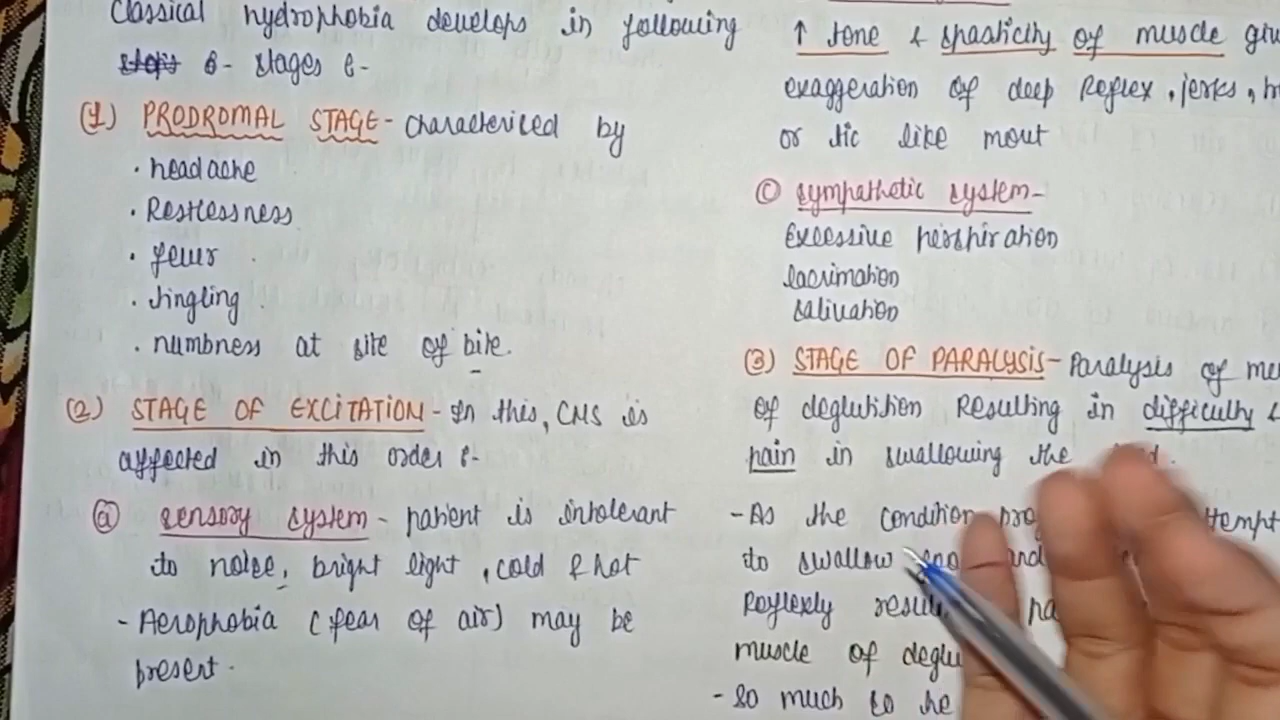 Classical hydrophobia develops in following
steps :- stages :-
(1) PRODROMAL STAGE - Characterised by
. headache
. Restlessness
. fever
. Tingling
. numbness at site of bite.
(2) STAGE OF EXCITATION - In this, CNS is
affected in this order :-
(a) sensory system - patient is intolerant
to noise, bright light, cold & hot
- Aerophobia (fear of air) may be
present.
↑ tone & spasticity of muscle
exaggeration of deep Reflex, jerks,
or tic like mout
(c) sympathetic system -
Excessive perspiration
lacrimation
salivation
(3) STAGE OF PARALYSIS - Paralysis of
of deglutition Resulting in difficulty &
pain in swallowing the
- As the condition
to swallow
Reflexly
muscle of
- so much so he